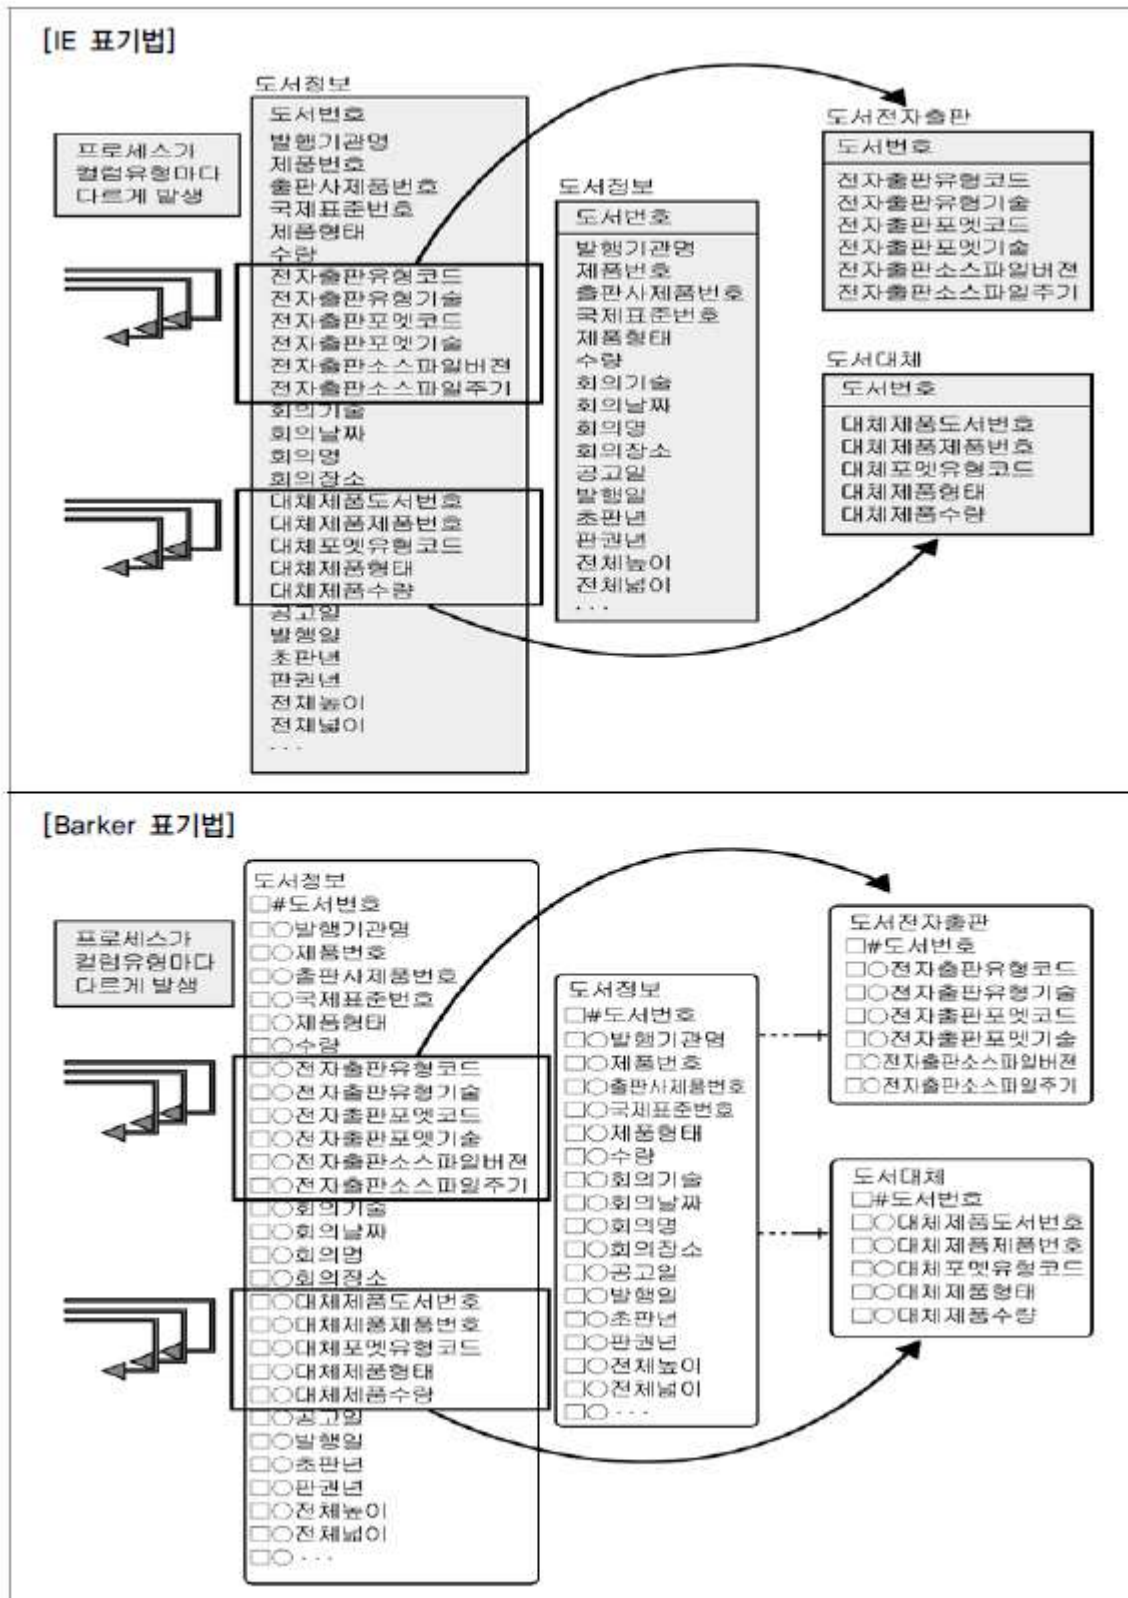 [IE 표기법]
프로세스가
컬럼유형마다
다르게 발생
도서정보
도서번호
발행기관명
제품번호
출판사제품번호
국제표준번호
제품형태
수량
전자출판유형코드
전자출판유형기술
전자출판포멧코드
전자출판포멧기술
전자출판소스파일버젼
전자출판소스파일주기
회의기술
회의날짜
회의명
회의장소
대체제품도서번호
대체제품제품번호
대체포멧유형코드
대체제품형태
대체제품수량
공고일
발행일
초판년
판권년
전체높이
전체넓이
...
도서정보
도서번호
발행기관명
제품번호
출판사제품번호
국제표준번호
제품형태
수량
회의기술
회의날짜
회의명
회의장소
공고일
발행일
초판년
판권년
전체높이
전체넓이
...
도서전자출판
도서번호
전자출판유형코드
전자출판유형기술
전자출판포멧코드
전자출판포멧기술
전자출판소스파일버젼
전자출판소스파일주기
도서대체
도서번호
대체제품도서번호
대체제품제품번호
대체포멧유형코드
대체제품형태
대체제품수량
[Barker 표기법]
프로세스가
컬럼유형마다
다르게 발생
도서정보
□#도서번호
□○발행기관명
□○제품번호
□○출판사제품번호
□○국제표준번호
□○제품형태
□○수량
□○전자출판유형코드
□○전자출판유형기술
□○전자출판포멧코드
□○전자출판포멧기술
□○전자출판소스파일버젼
□○전자출판소스파일주기
□○회의기술
□○회의날짜
□○회의명
□○회의장소
□○대체제품도서번호
□○대체제품제품번호
□○대체포멧유형코드
□○대체제품형태
□○대체제품수량
□○공고일
□○발행일
□○초판년
□○판권년
□○전체높이
□○전체넓이
□○...
도서정보
□#도서번호
□○발행기관명
□○제품번호
□○출판사제품번호
□○국제표준번호
□○제품형태
□○수량
□○회의기술
□○회의날짜
□○회의명
□○회의장소
□○공고일
□○발행일
□○초판년
□○판권년
□○전체높이
□○전체넓이
□○...
도서전자출판
□#도서번호
□○전자출판유형코드
□○전자출판유형기술
□○전자출판포멧코드
□○전자출판포멧기술
□○전자출판소스파일버젼
□○전자출판소스파일주기
도서대체
□#도서번호
□○대체제품도서번호
□○대체제품제품번호
□○대체포멧유형코드
□○대체제품형태
□○대체제품수량